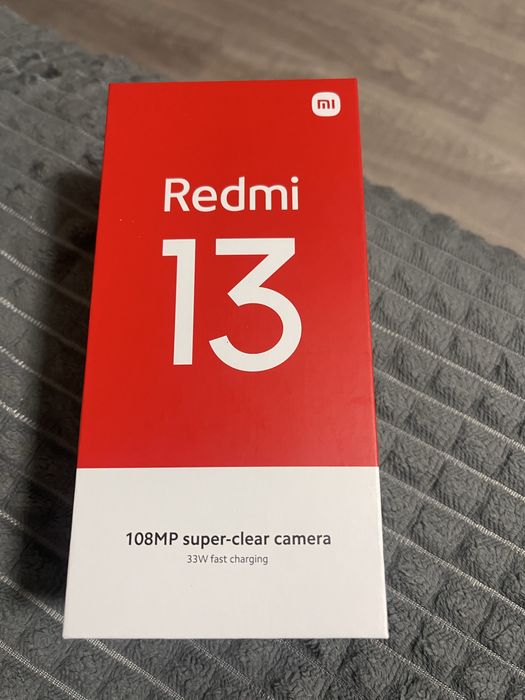 mi
Redmi
13
108MP super-clear camera
33W fast charging